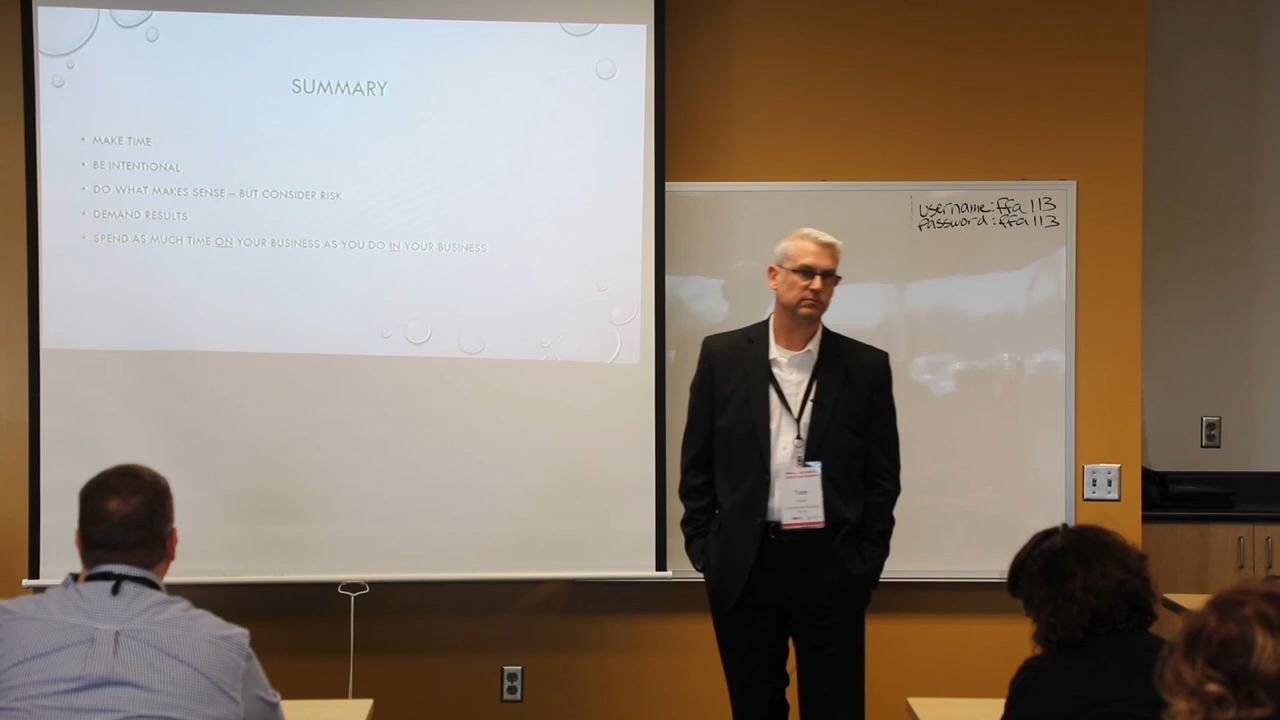 SUMMARY
• MAKE TIME
• BE INTENTIONAL
• DO WHAT MAKES SENSE – BUT CONSIDER RISK
• DEMAND RESULTS
• SPEND AS MUCH TIME ON YOUR BUSINESS AS YOU DO IN YOUR BUSINESS
username: ffa113
password: ffa113
Tom